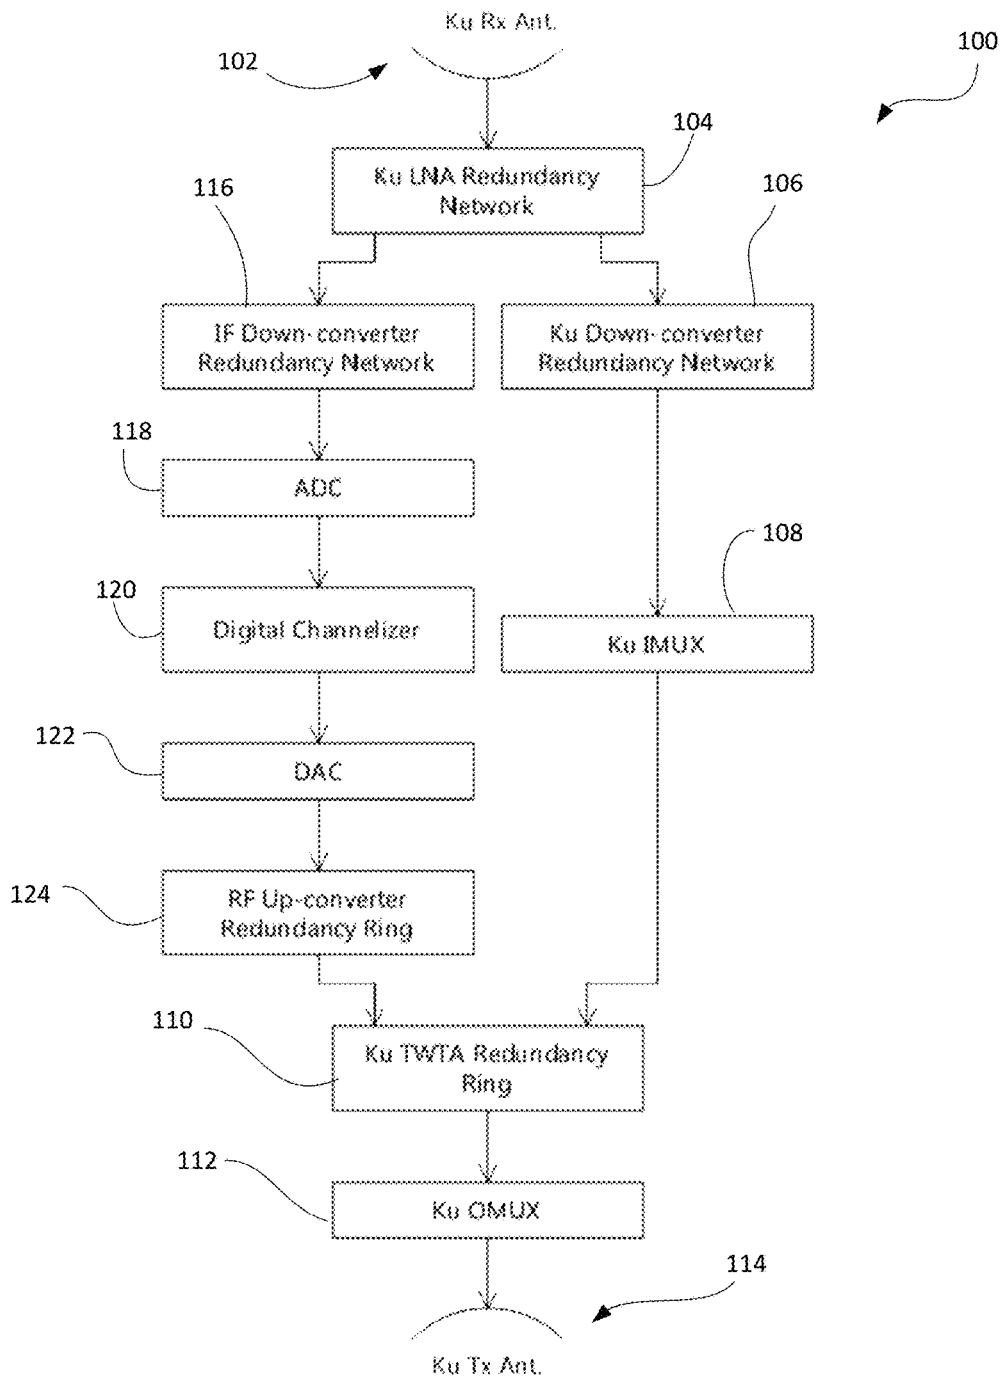 Ku Rx Ant.
102
100
104
Ku LNA Redundancy
Network
116
106
IF Down-converter
Redundancy Network
Ku Down-converter
Redundancy Network
118
ADC
108
120
Digital Channelizer
Ku IMUX
122
DAC
124
RF Up-converter
Redundancy Ring
110
Ku TWTA Redundancy
Ring
112
Ku OMUX
114
Ku Tx Ant.